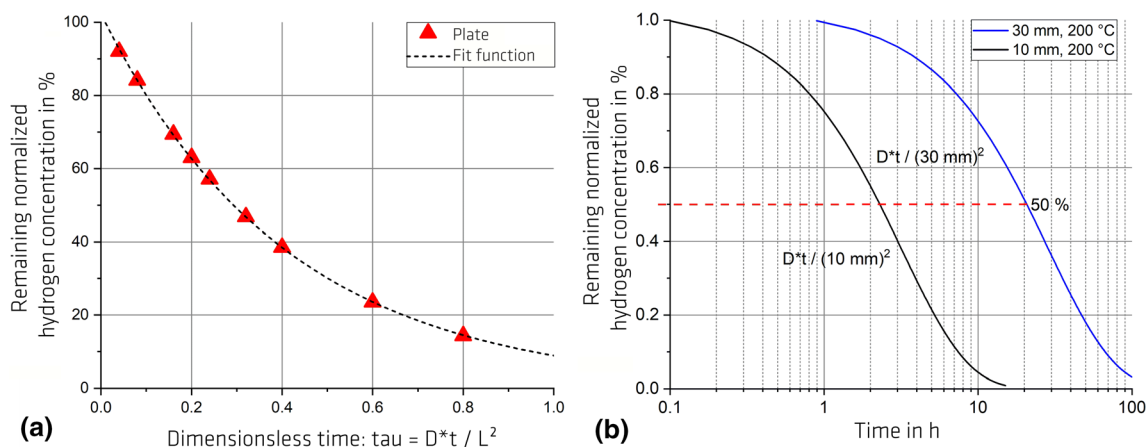 Remaining normalized
hydrogen concentration in %
100
80
60
40
20
0
0.0
0.2
0.4
0.6
0.8
1.0
Plate
Fit function
Dimensionless time: tau = D*t / L²
(a)
Remaining normalized
hydrogen concentration in %
1.0
0.8
0.6
0.4
0.2
0.0
0.1
1
10
100
30 mm, 200 °C
10 mm, 200 °C
D*t / (30 mm)²
50 %
D*t / (10 mm)²
Time in h
(b)